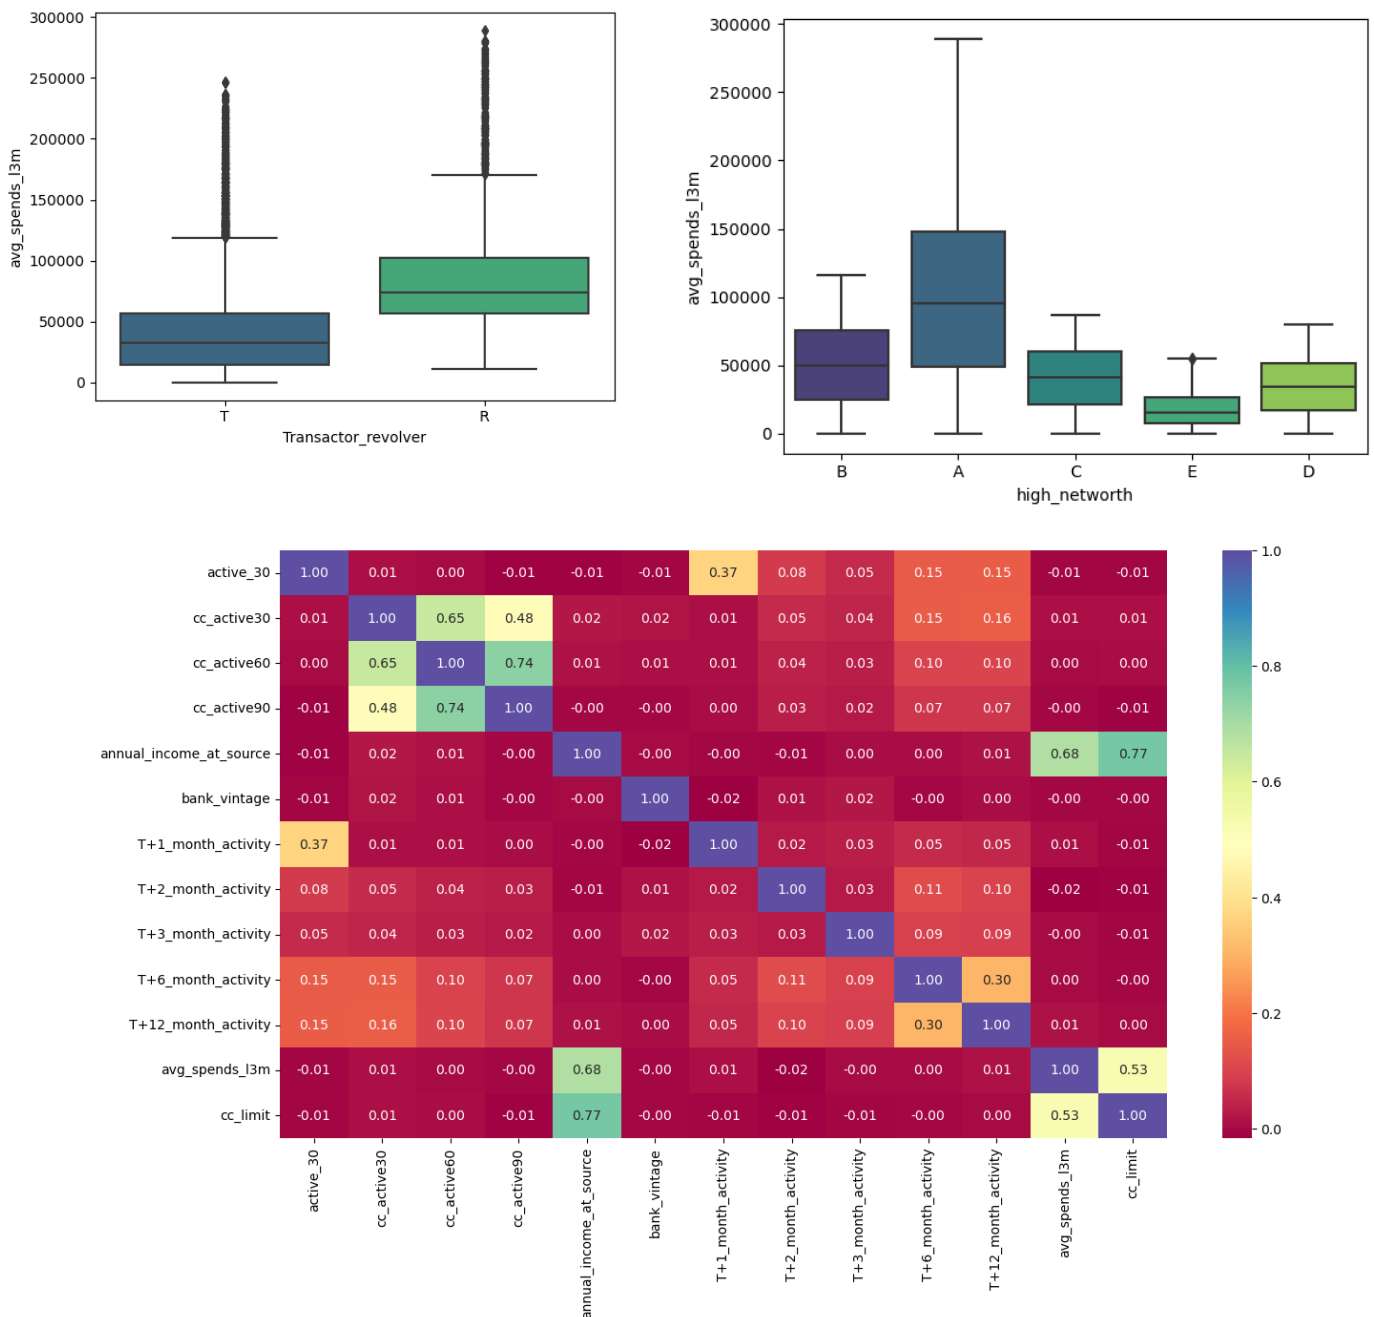 300000
250000
200000
150000
100000
50000
0
avg_spends_l3m
T R
Transactor_revolver
300000
250000
200000
150000
100000
50000
0
avg_spends_l3m
B A C E D
high_networth
active_30 1.00 0.01 0.00 -0.01 -0.01 -0.01 0.37 0.08 0.05 0.15 0.15 -0.01 -0.01
cc_active30 0.01 1.00 0.65 0.48 0.02 0.02 0.01 0.05 0.04 0.15 0.16 0.01 0.01
cc_active60 0.00 0.65 1.00 0.74 0.01 0.01 0.01 0.04 0.03 0.10 0.10 0.00 0.00
cc_active90 -0.01 0.48 0.74 1.00 -0.00 -0.00 0.00 0.03 0.02 0.07 0.07 -0.00 -0.01
annual_income_at_source -0.01 0.02 0.01 -0.00 1.00 -0.00 -0.00 -0.01 0.00 0.00 0.01 0.68 0.77
bank_vintage -0.01 0.02 0.01 -0.00 -0.00 1.00 -0.02 0.01 0.02 -0.00 0.00 -0.00 -0.00
T+1_month_activity 0.37 0.01 0.01 0.00 -0.00 -0.02 1.00 0.02 0.03 0.05 0.05 0.01 -0.01
T+2_month_activity 0.08 0.05 0.04 0.03 -0.01 0.01 0.02 1.00 0.03 0.11 0.10 -0.02 -0.01
T+3_month_activity 0.05 0.04 0.03 0.02 0.00 0.02 0.03 0.03 1.00 0.09 0.09 -0.00 -0.01
T+6_month_activity 0.15 0.15 0.10 0.07 0.00 -0.00 0.05 0.11 0.09 1.00 0.30 0.00 -0.00
T+12_month_activity 0.15 0.16 0.10 0.07 0.01 0.00 0.05 0.10 0.09 0.30 1.00 0.01 0.00
avg_spends_l3m -0.01 0.01 0.00 -0.00 0.68 -0.00 0.01 -0.02 -0.00 0.00 0.01 1.00 0.53
cc_limit -0.01 0.01 0.00 -0.01 0.77 -0.00 -0.01 -0.01 -0.01 -0.00 0.00 0.53 1.00
active_30
cc_active30
cc_active60
cc_active90
annual_income_at_source
bank_vintage
T+1_month_activity
T+2_month_activity
T+3_month_activity
T+6_month_activity
T+12_month_activity
avg_spends_l3m
cc_limit
1.0
0.8
0.6
0.4
0.2
0.0